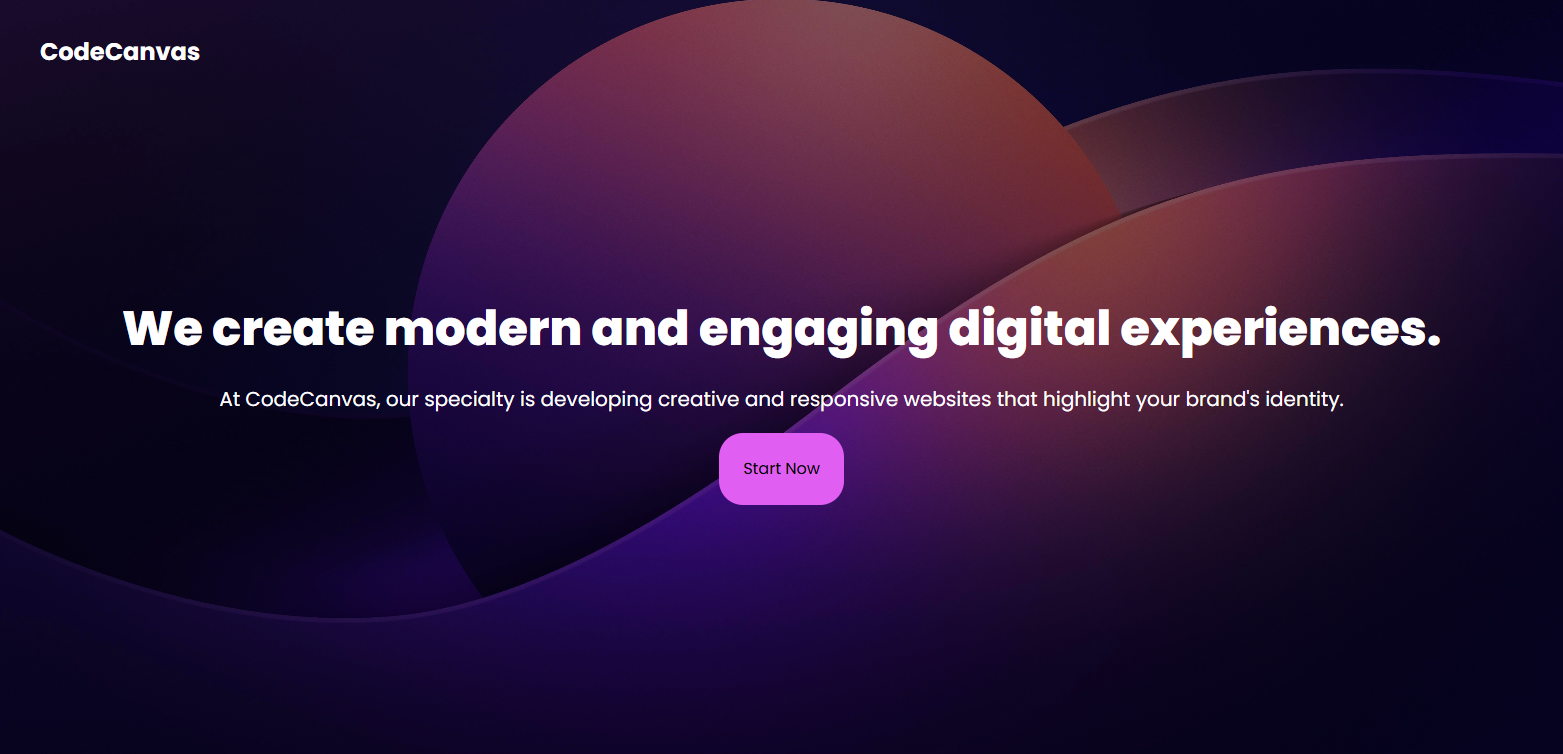 CodeCanvas
We create modern and engaging digital experiences.
At CodeCanvas, our specialty is developing creative and responsive websites that highlight your brand's identity.
Start Now